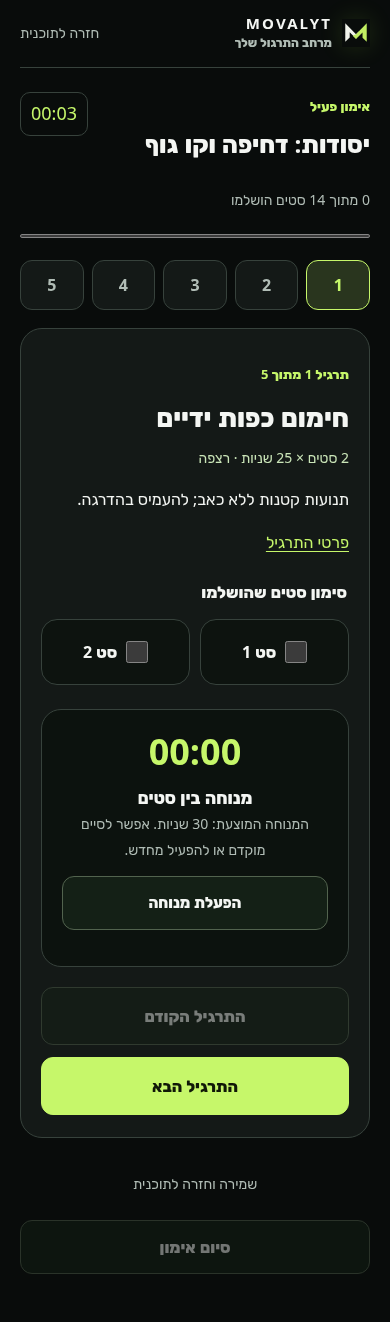 MOVALYT
מרחב התרגול שלך
חזרה לתוכנית
אימון פעיל
יסודות: דחיפה וקו גוף
00:03
0 מתוך 14 סטים הושלמו
1
2
3
4
5
תרגיל 1 מתוך 5
חימום כפות ידיים
2 סטים × 25 שניות · רצפה
תנועות קטנות ללא כאב; להעמיס בהדרגה.
פרטי התרגיל
סימון סטים שהושלמו
סט 1
סט 2
00:00
מנוחה בין סטים
המנוחה המוצעת: 30 שניות. אפשר לסיים
מוקדם או להפעיל מחדש.
הפעלת מנוחה
התרגיל הקודם
התרגיל הבא
שמירה וחזרה לתוכנית
סיום אימון